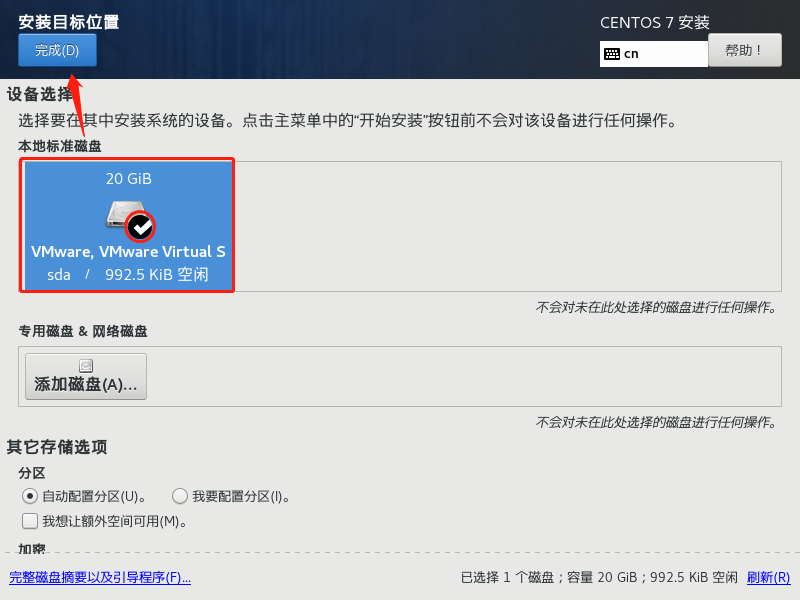 安装目标位置
CENTOS 7 安装
完成(D)
cn
帮助！
设备选择
选择要在其中安装系统的设备。点击主菜单中的“开始安装”按钮前不会对该设备进行任何操作。
本地标准磁盘
20 GiB
VMware, VMware Virtual S
sda / 992.5 KiB 空闲
不会对未在此处选择的磁盘进行任何操作。
专用磁盘 & 网络磁盘
添加磁盘(A)...
不会对未在此处选择的磁盘进行任何操作。
其它存储选项
分区
自动配置分区(U)。 我要配置分区(I)。
我想让额外空间可用(M)。
加密
完整磁盘摘要以及引导程序(F)...
已选择 1 个磁盘；容量 20 GiB；992.5 KiB 空闲 刷新(R)